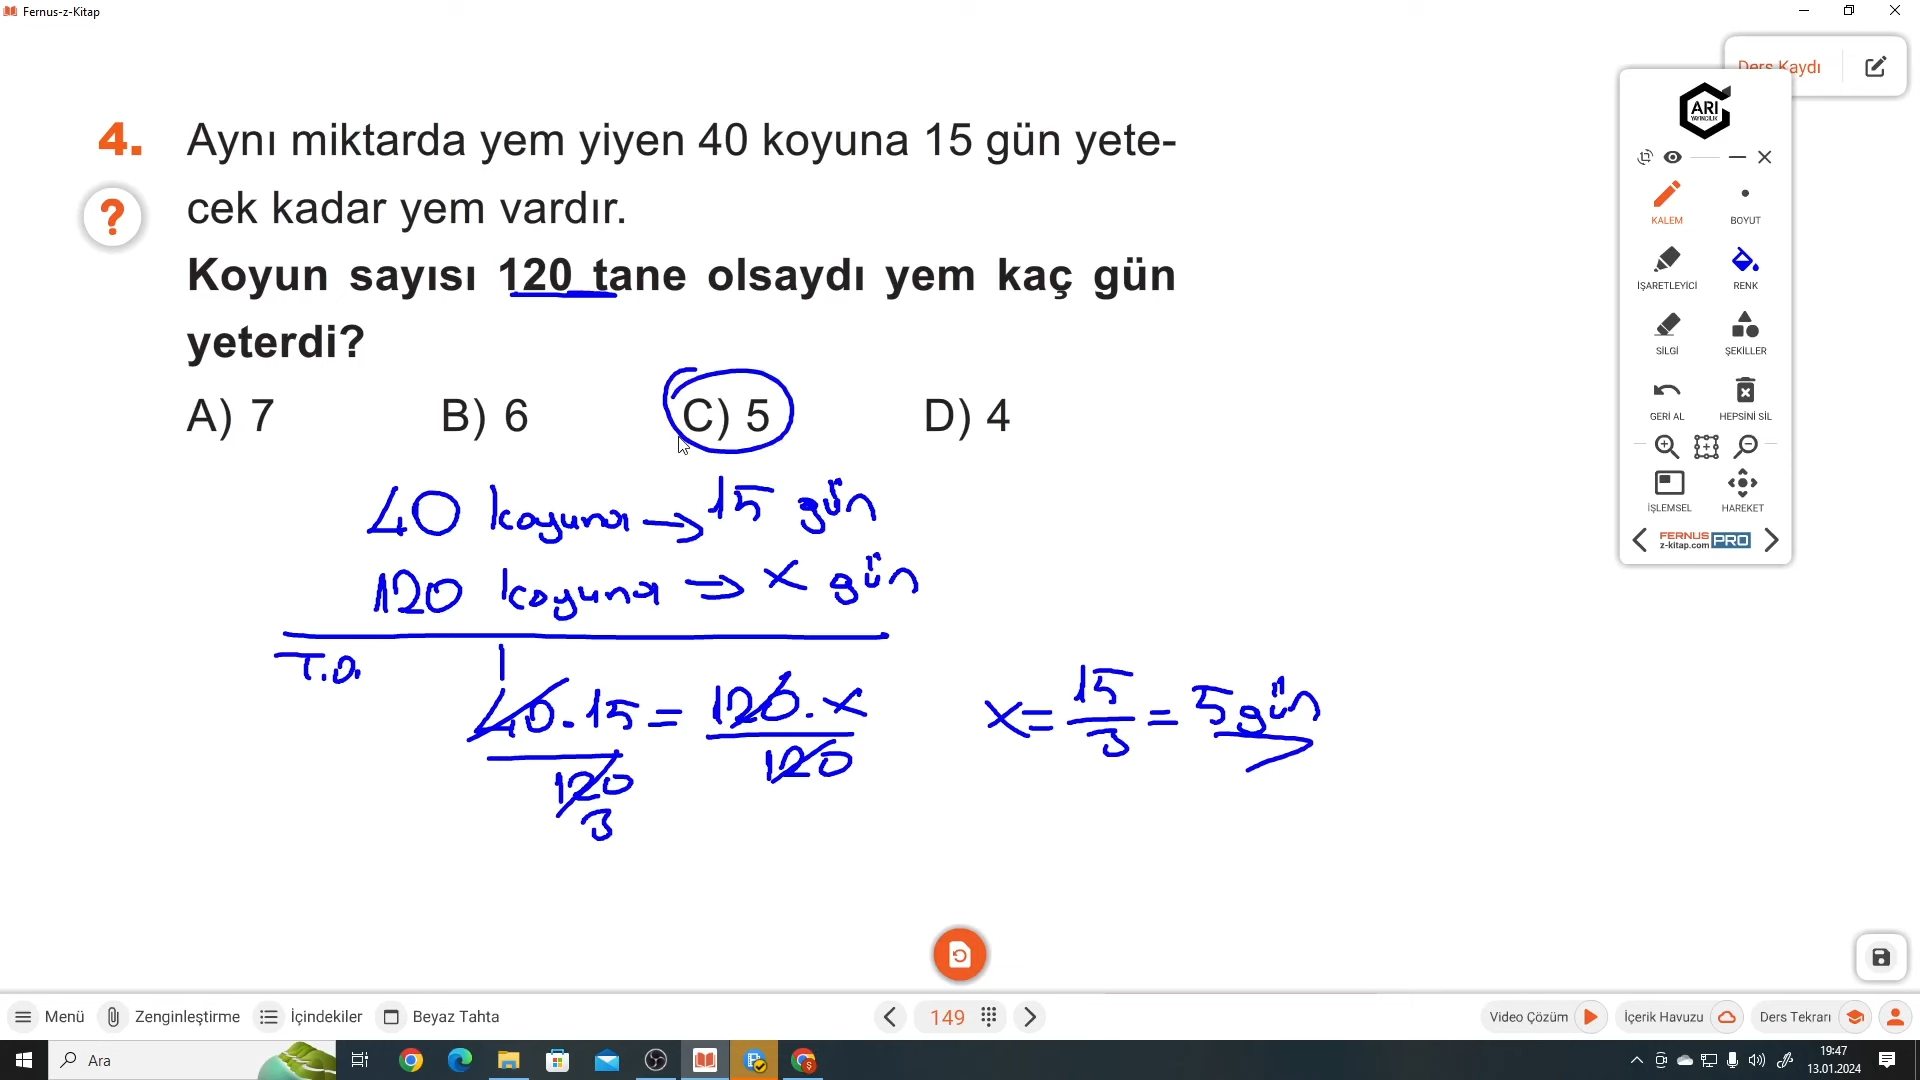 Fernus-z-Kitap
Ders Kaydı
ARI
YAYINCILIK
4. Aynı miktarda yem yiyen 40 koyuna 15 gün yete-
cek kadar yem vardır.
?
Koyun sayısı 120 tane olsaydı yem kaç gün
yeterdi?
A) 7 B) 6 C) 5 D) 4
40 koyuna → 15 gün
120 koyuna → x gün
T.O.
1
40.15 = 120.x
120 120
3
x = 15/3 = 5 gün
KALEM BOYUT
İŞARETLEYİCİ RENK
SİLGİ ŞEKİLLER
GERİ AL HEPSİNİ SİL
İŞLEMSEL HAREKET
FERNUS
z-kitap.com PRO
Menü Zenginleştirme İçindekiler Beyaz Tahta 149 Video Çözüm İçerik Havuzu Ders Tekrarı
Ara
19:47
13.01.2024